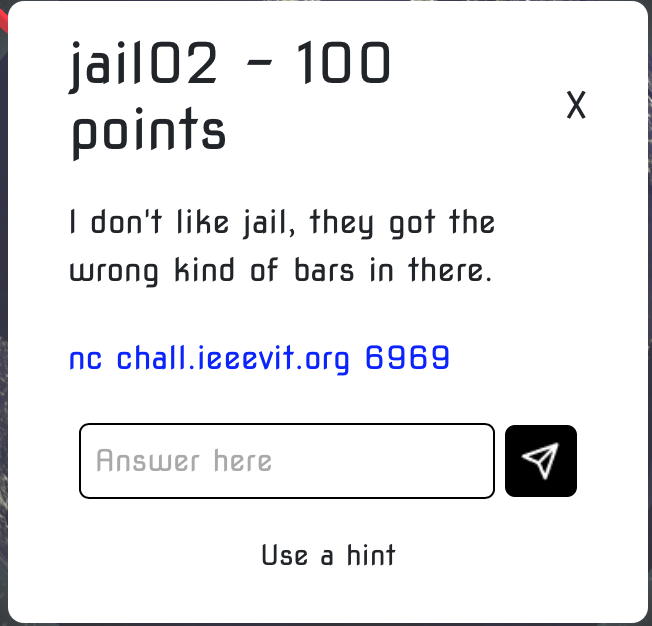 jail02 - 100
points
X
I don't like jail, they got the
wrong kind of bars in there.
nc chall.ieeevit.org 6969
Answer here
Use a hint